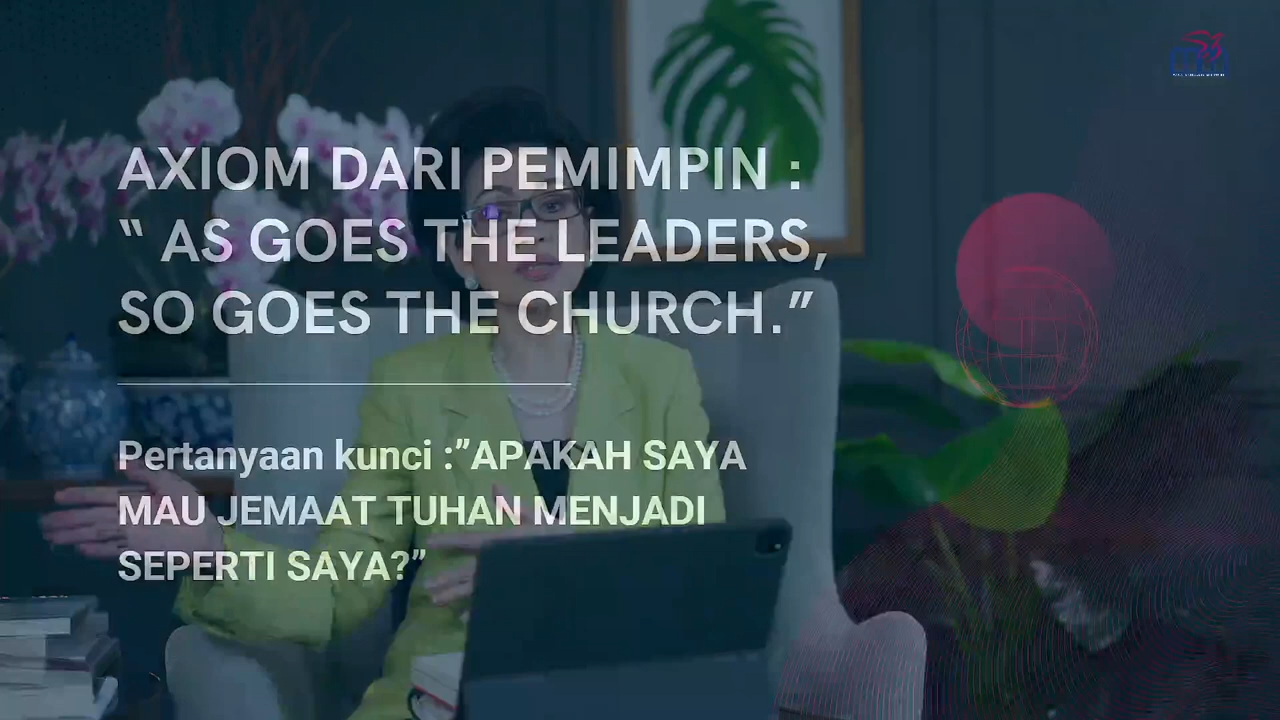 AXIOM DARI PEMIMPIN :
“ AS GOES THE LEADERS,
SO GOES THE CHURCH.”
Pertanyaan kunci :”APAKAH SAYA
MAU JEMAAT TUHAN MENJADI
SEPERTI SAYA?”